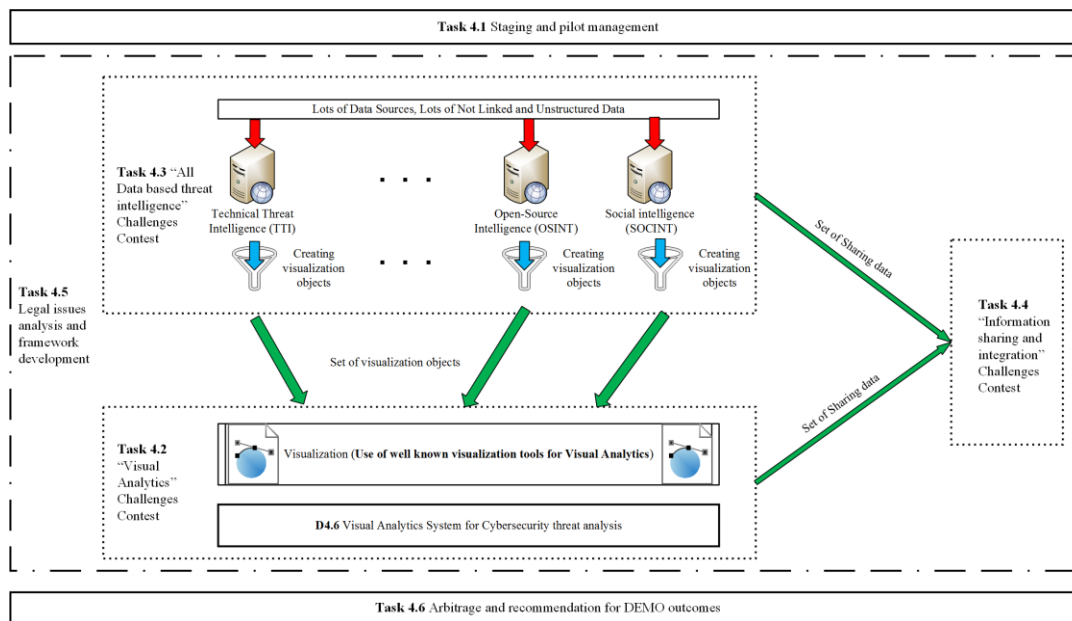 Task 4.1 Staging and pilot management
Lots of Data Sources, Lots of Not Linked and Unstructured Data
Task 4.3 “All
Data based threat
intelligence”
Challenges
Contest
. . .
Technical Threat
Intelligence (TTI)
Open-Source
Intelligence (OSINT)
Social intelligence
(SOCINT)
Creating
visualization
objects
. . .
Creating
visualization
objects
Creating
visualization
objects
Set of Sharing data
Task 4.5
Legal issues
analysis and
framework
development
Task 4.4
“Information
sharing and
integration”
Challenges
Contest
Set of visualization objects
Set of Sharing data
Task 4.2
“Visual
Analytics”
Challenges
Contest
Visualization (Use of well known visualization tools for Visual Analytics)
D4.6 Visual Analytics System for Cybersecurity threat analysis
Task 4.6 Arbitrage and recommendation for DEMO outcomes